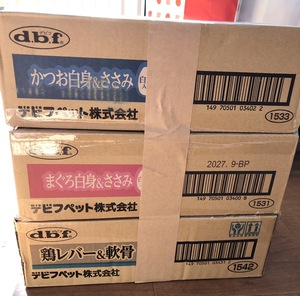 d.b.f.
かつお白身&ささみ
デビフペット株式会社
149 70501 03402 2
1533
d.b.f.
まぐろ白身&ささみ
デビフペット株式会社
2027. 9-BP
149 70501 03400 8
1531
d.b.f.
鶏レバー&軟骨
デビフペット株式会社
1542